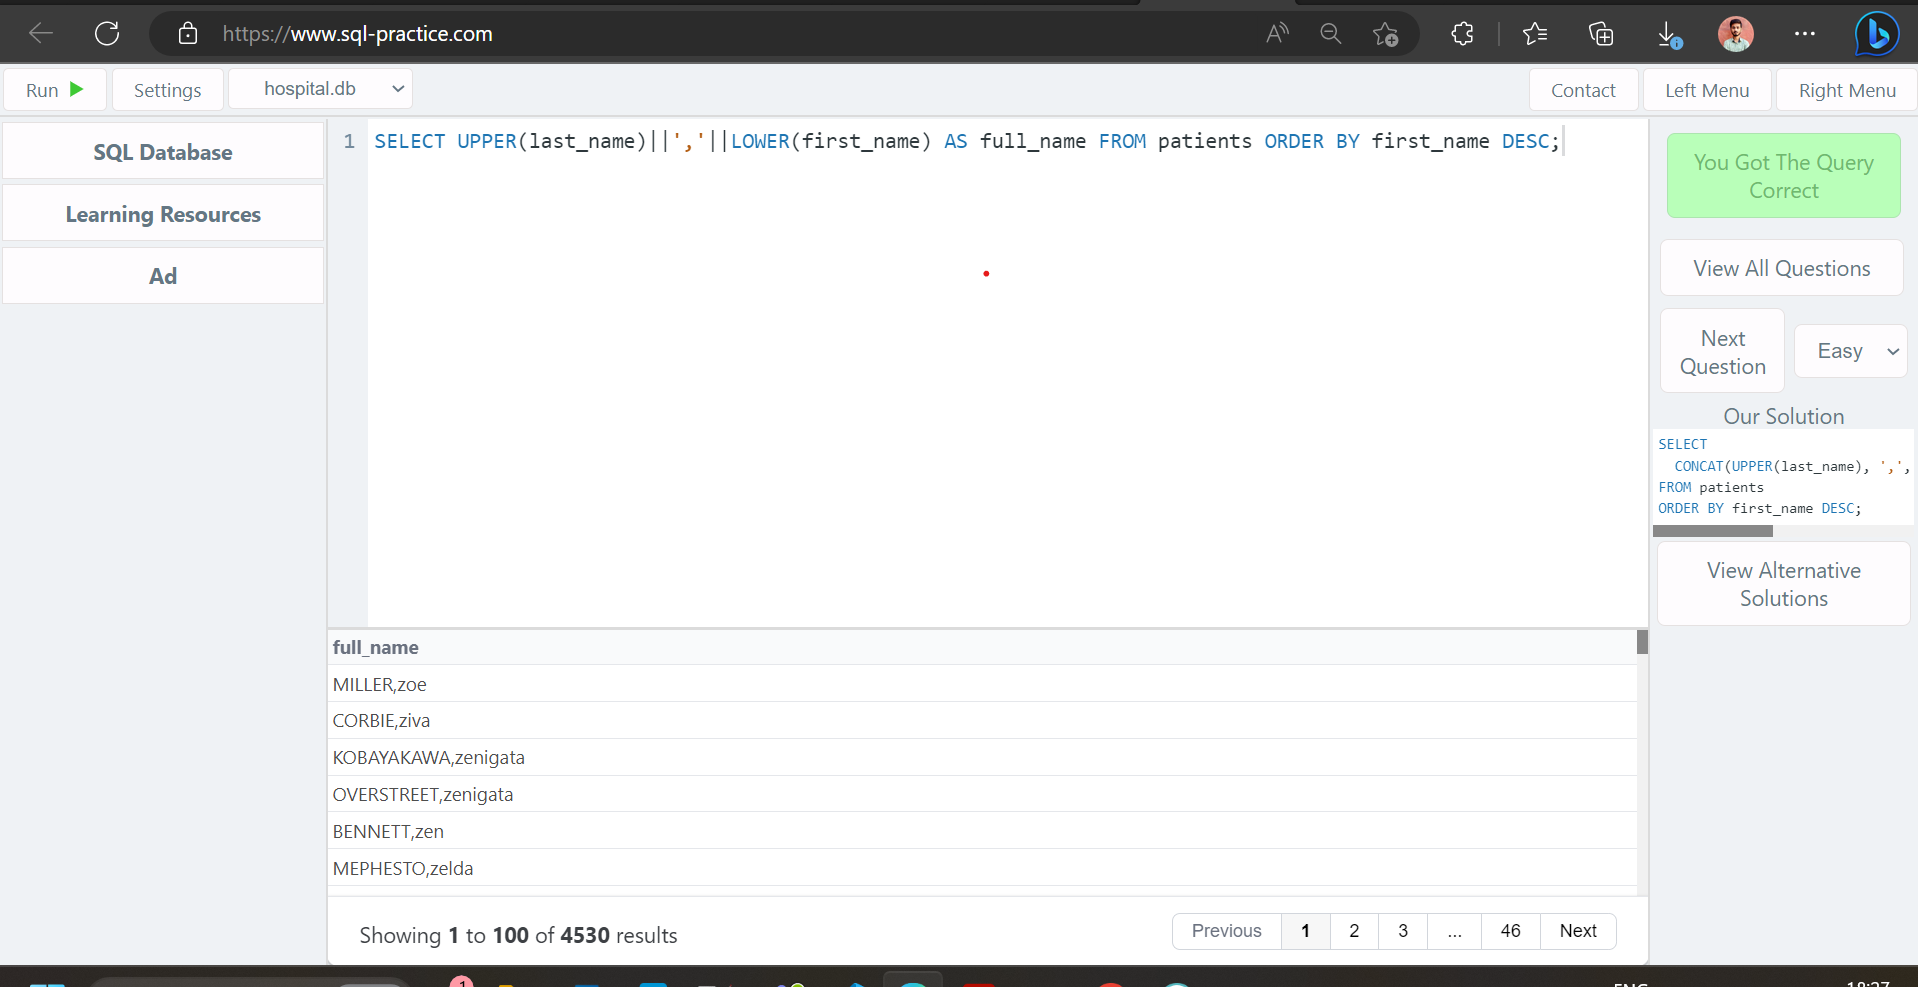 https://www.sql-practice.com
Run
Settings
hospital.db
Contact
Left Menu
Right Menu
SQL Database
Learning Resources
Ad
1 SELECT UPPER(last_name)||','||LOWER(first_name) AS full_name FROM patients ORDER BY first_name DESC;
You Got The Query
Correct
View All Questions
Next
Question
Easy
Our Solution
SELECT
CONCAT(UPPER(last_name), ',',
FROM patients
ORDER BY first_name DESC;
View Alternative
Solutions
full_name
MILLER,zoe
CORBIE,ziva
KOBAYAKAWA,zenigata
OVERSTREET,zenigata
BENNETT,zen
MEPHESTO,zelda
Showing 1 to 100 of 4530 results
Previous
1
2
3
...
46
Next